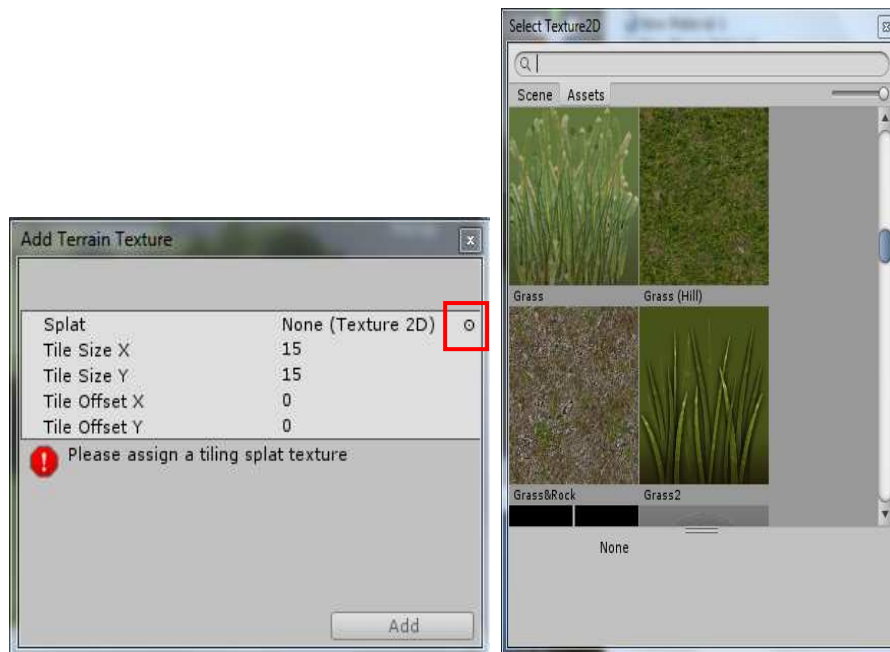 Add Terrain Texture
Splat None (Texture 2D)
Tile Size X 15
Tile Size Y 15
Tile Offset X 0
Tile Offset Y 0
Please assign a tiling splat texture
Add
Select Texture2D
Scene Assets
Grass Grass (Hill)
Grass&Rock Grass2
None